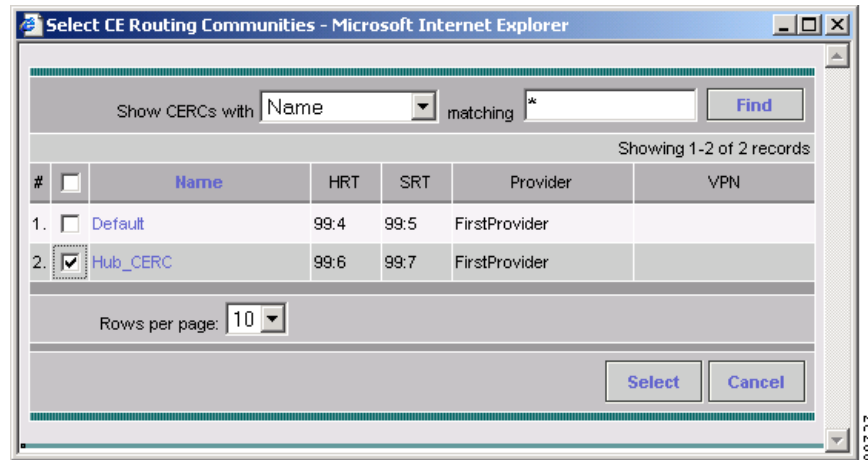 Select CE Routing Communities - Microsoft Internet Explorer
Show CERCs with Name matching * Find
Showing 1-2 of 2 records
# Name HRT SRT Provider VPN
1. Default 99:4 99:5 FirstProvider
2. Hub_CERC 99:6 99:7 FirstProvider
Rows per page: 10
Select Cancel